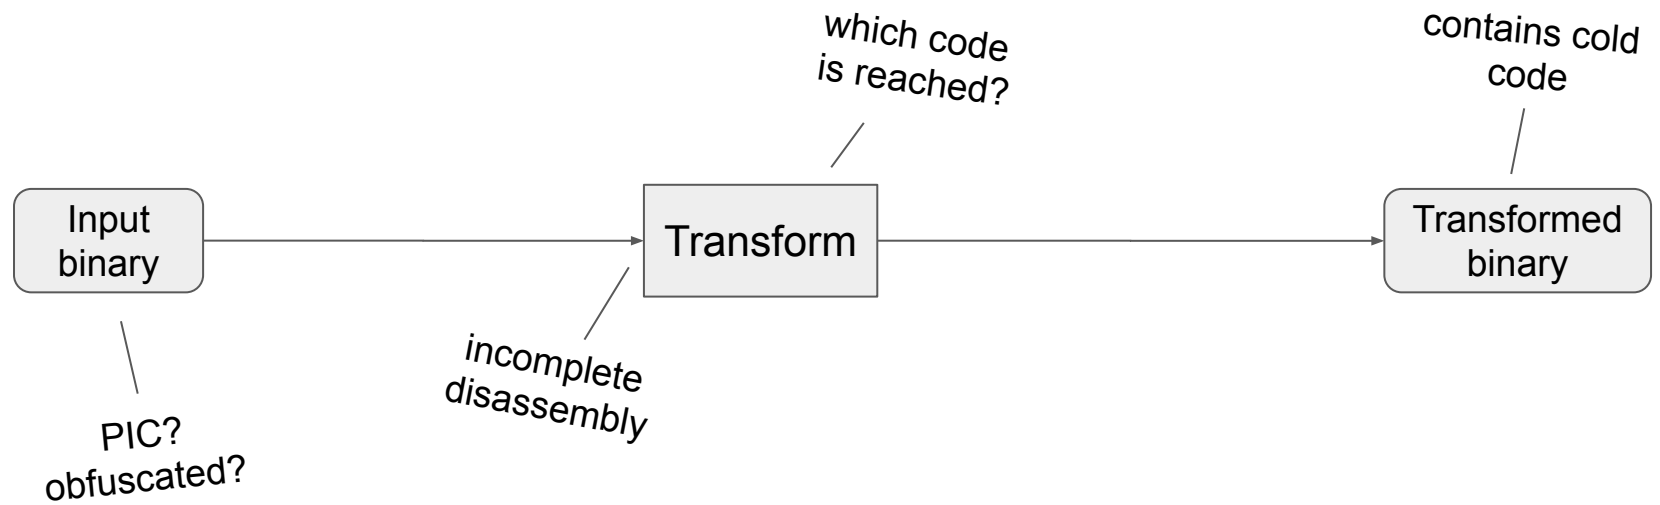 which code
is reached?
contains cold
code
Input
binary
Transform
Transformed
binary
incomplete
disassembly
PIC?
obfuscated?